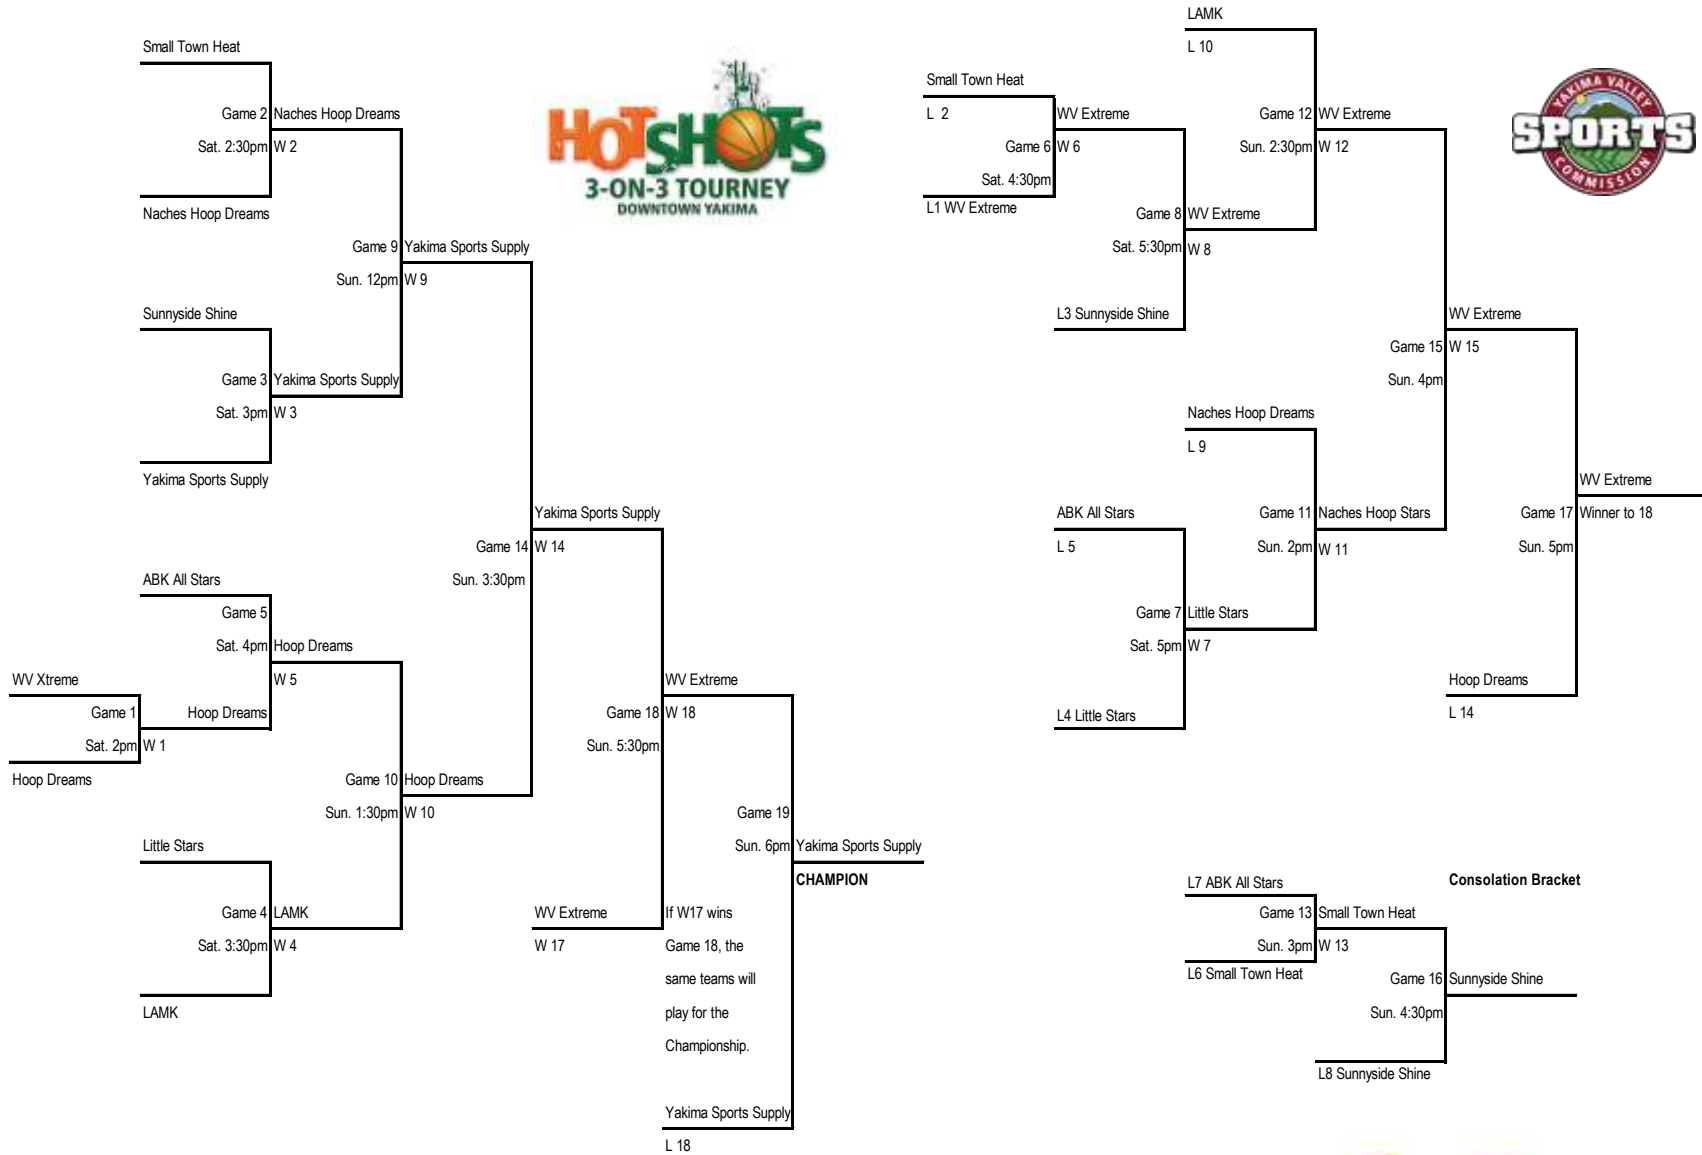 Small Town Heat
Game 2 Naches Hoop Dreams
Sat. 2:30pm W 2
Naches Hoop Dreams
Game 9 Yakima Sports Supply
Sun. 12pm W 9
Sunnyside Shine
Game 3 Yakima Sports Supply
Sat. 3pm W 3
Yakima Sports Supply
Yakima Sports Supply
Game 14 W 14
Sun. 3:30pm
ABK All Stars
Game 5
Sat. 4pm Hoop Dreams
W 5
WV Xtreme
Game 1 Hoop Dreams
Sat. 2pm W 1
Hoop Dreams
Game 10 Hoop Dreams
Sun. 1:30pm W 10
Little Stars
Game 4 LAMK
Sat. 3:30pm W 4
LAMK
WV Extreme
Game 18 W 18
Sun. 5:30pm
Game 19
Sun. 6pm Yakima Sports Supply
CHAMPION
WV Extreme
W 17
If W17 wins
Game 18, the
same teams will
play for the
Championship.
Yakima Sports Supply
L 18
HOTSHOTS
3-ON-3 TOURNEY
DOWNTOWN YAKIMA
LAMK
L 10
Small Town Heat
L 2
WV Extreme
Game 6 W 6
Sat. 4:30pm
L1 WV Extreme
Game 12 WV Extreme
Sun. 2:30pm W 12
Game 8 WV Extreme
Sat. 5:30pm W 8
L3 Sunnyside Shine
WV Extreme
Game 15 W 15
Sun. 4pm
Naches Hoop Dreams
L 9
ABK All Stars
L 5
Game 11 Naches Hoop Stars
Sun. 2pm W 11
Game 7 Little Stars
Sat. 5pm W 7
L4 Little Stars
WV Extreme
Game 17 Winner to 18
Sun. 5pm
Hoop Dreams
L 14
YAKIMA VALLEY
SPORTS
COMMISSION
L7 ABK All Stars
Consolation Bracket
Game 13 Small Town Heat
Sun. 3pm W 13
L6 Small Town Heat
Game 16 Sunnyside Shine
Sun. 4:30pm
L8 Sunnyside Shine